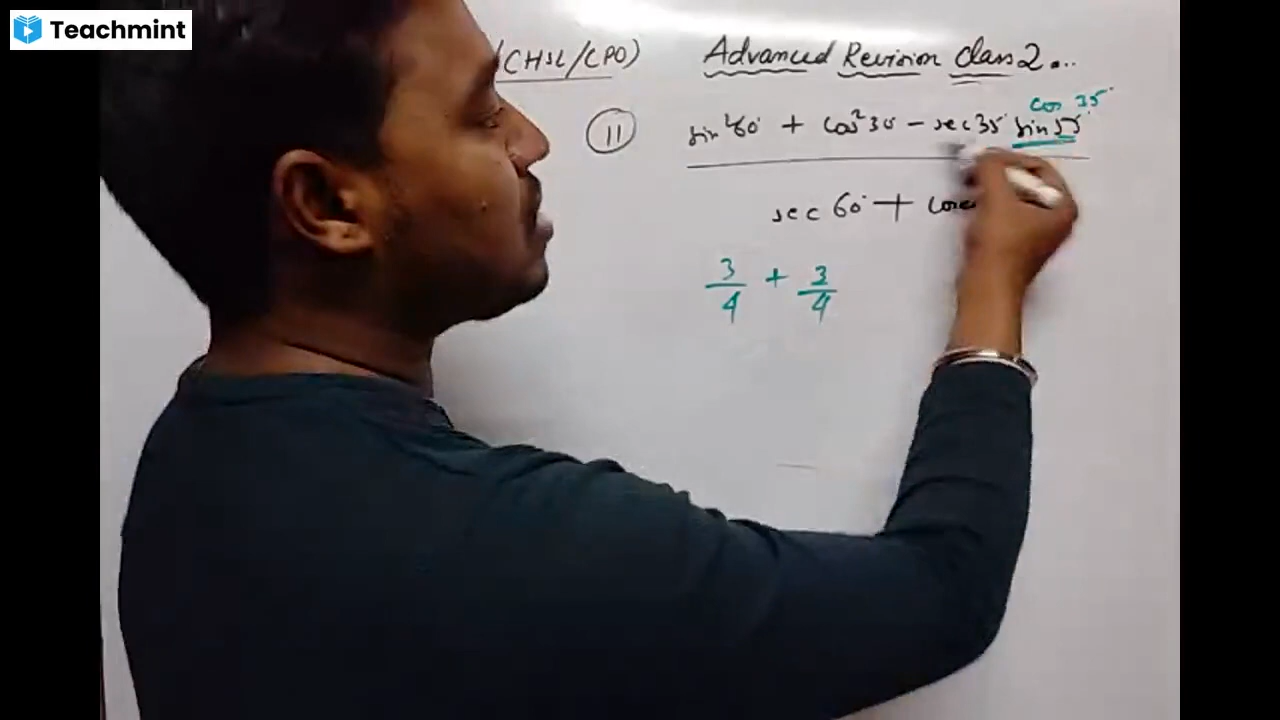 Teachmint
/CHSL/CPO) Advanced Revision Class 2...
cos 35°
11 sin²60° + cos²30 - sec 35° sin 55°
sec 60° +
3/4 + 3/4